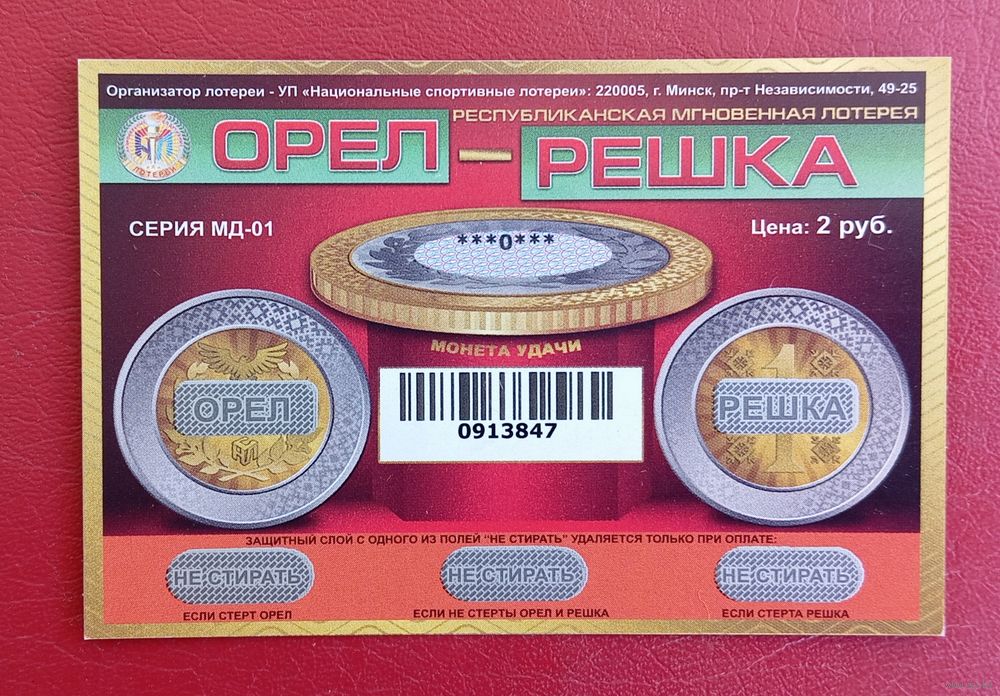 Организатор лотереи - УП «Национальные спортивные лотереи»: 220005, г. Минск, пр-т Независимости, 49-25
РЕСПУБЛИКАНСКАЯ МГНОВЕННАЯ ЛОТЕРЕЯ
ОРЕЛ – РЕШКА
ЛОТЕРЕИ
СЕРИЯ МД-01
Цена: 2 руб.
***0***
МОНЕТА УДАЧИ
ОРЕЛ
1
РЕШКА
0913847
ЗАЩИТНЫЙ СЛОЙ С ОДНОГО ИЗ ПОЛЕЙ "НЕ СТИРАТЬ" УДАЛЯЕТСЯ ТОЛЬКО ПРИ ОПЛАТЕ:
НЕ СТИРАТЬ НЕ СТИРАТЬ НЕ СТИРАТЬ
ЕСЛИ СТЕРТ ОРЕЛ ЕСЛИ НЕ СТЕРТЫ ОРЕЛ И РЕШКА ЕСЛИ СТЕРТА РЕШКА